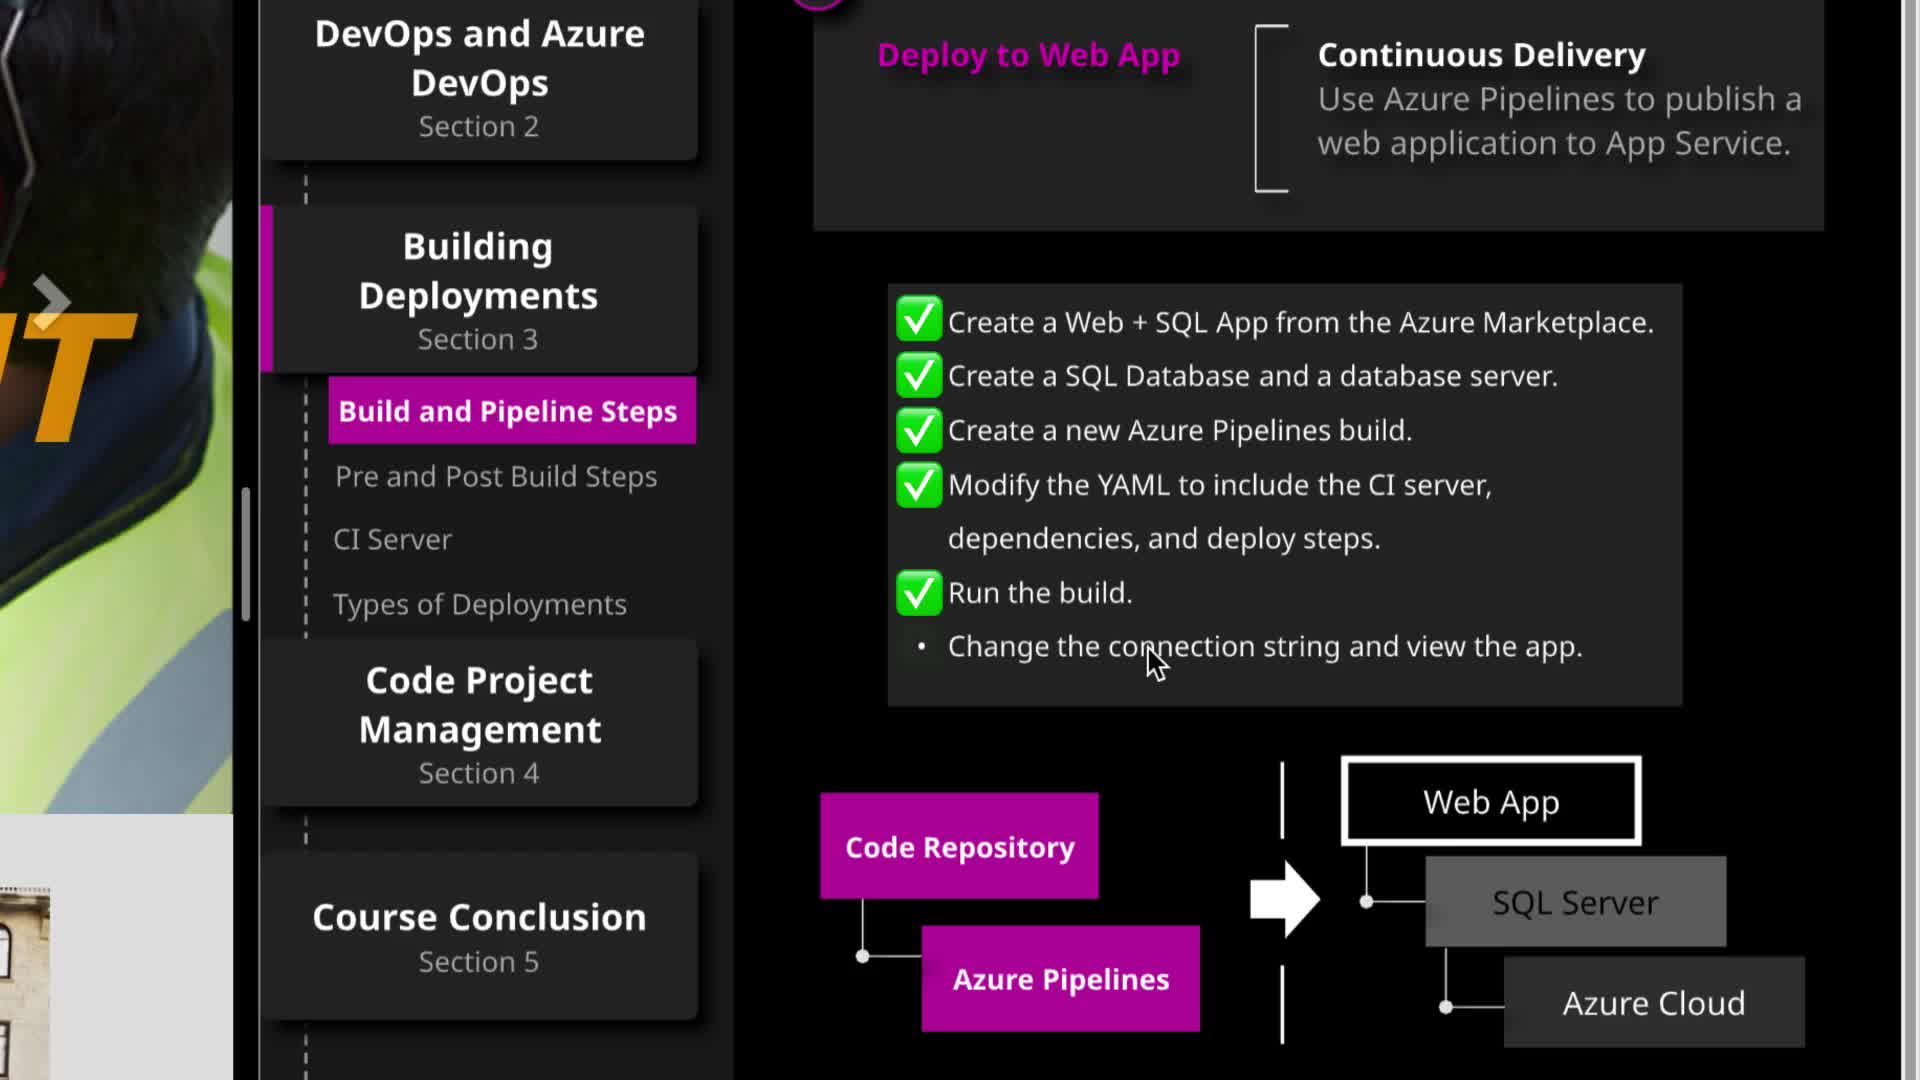 DevOps and Azure
DevOps
Section 2
Building
Deployments
Section 3
Build and Pipeline Steps
Pre and Post Build Steps
CI Server
Types of Deployments
Code Project
Management
Section 4
Course Conclusion
Section 5
Deploy to Web App
Continuous Delivery
Use Azure Pipelines to publish a
web application to App Service.
✅ Create a Web + SQL App from the Azure Marketplace.
✅ Create a SQL Database and a database server.
✅ Create a new Azure Pipelines build.
✅ Modify the YAML to include the CI server,
dependencies, and deploy steps.
✅ Run the build.
• Change the connection string and view the app.
Code Repository
Azure Pipelines
Web App
SQL Server
Azure Cloud